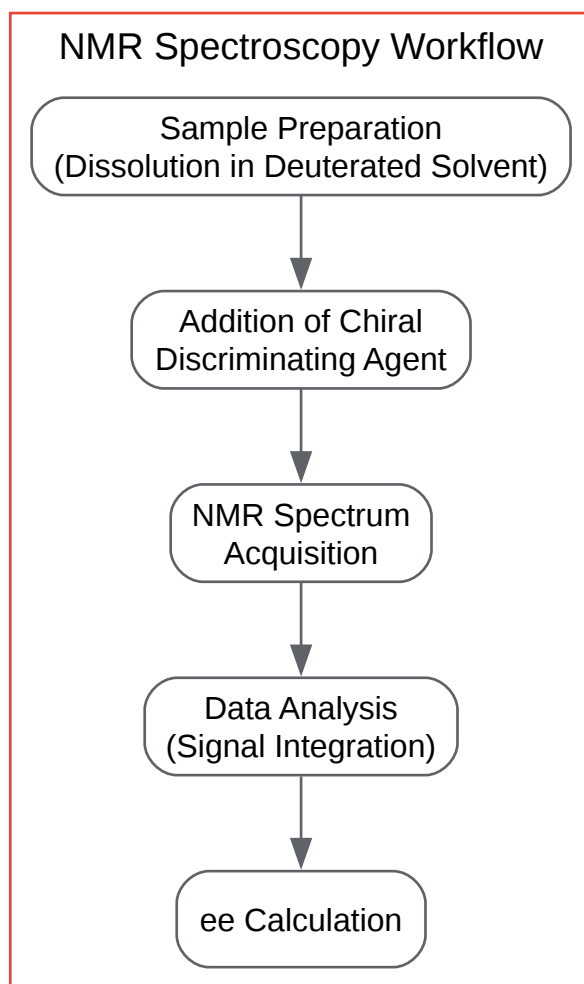 NMR Spectroscopy Workflow
Sample Preparation
(Dissolution in Deuterated Solvent)
Addition of Chiral
Discriminating Agent
NMR Spectrum
Acquisition
Data Analysis
(Signal Integration)
ee Calculation